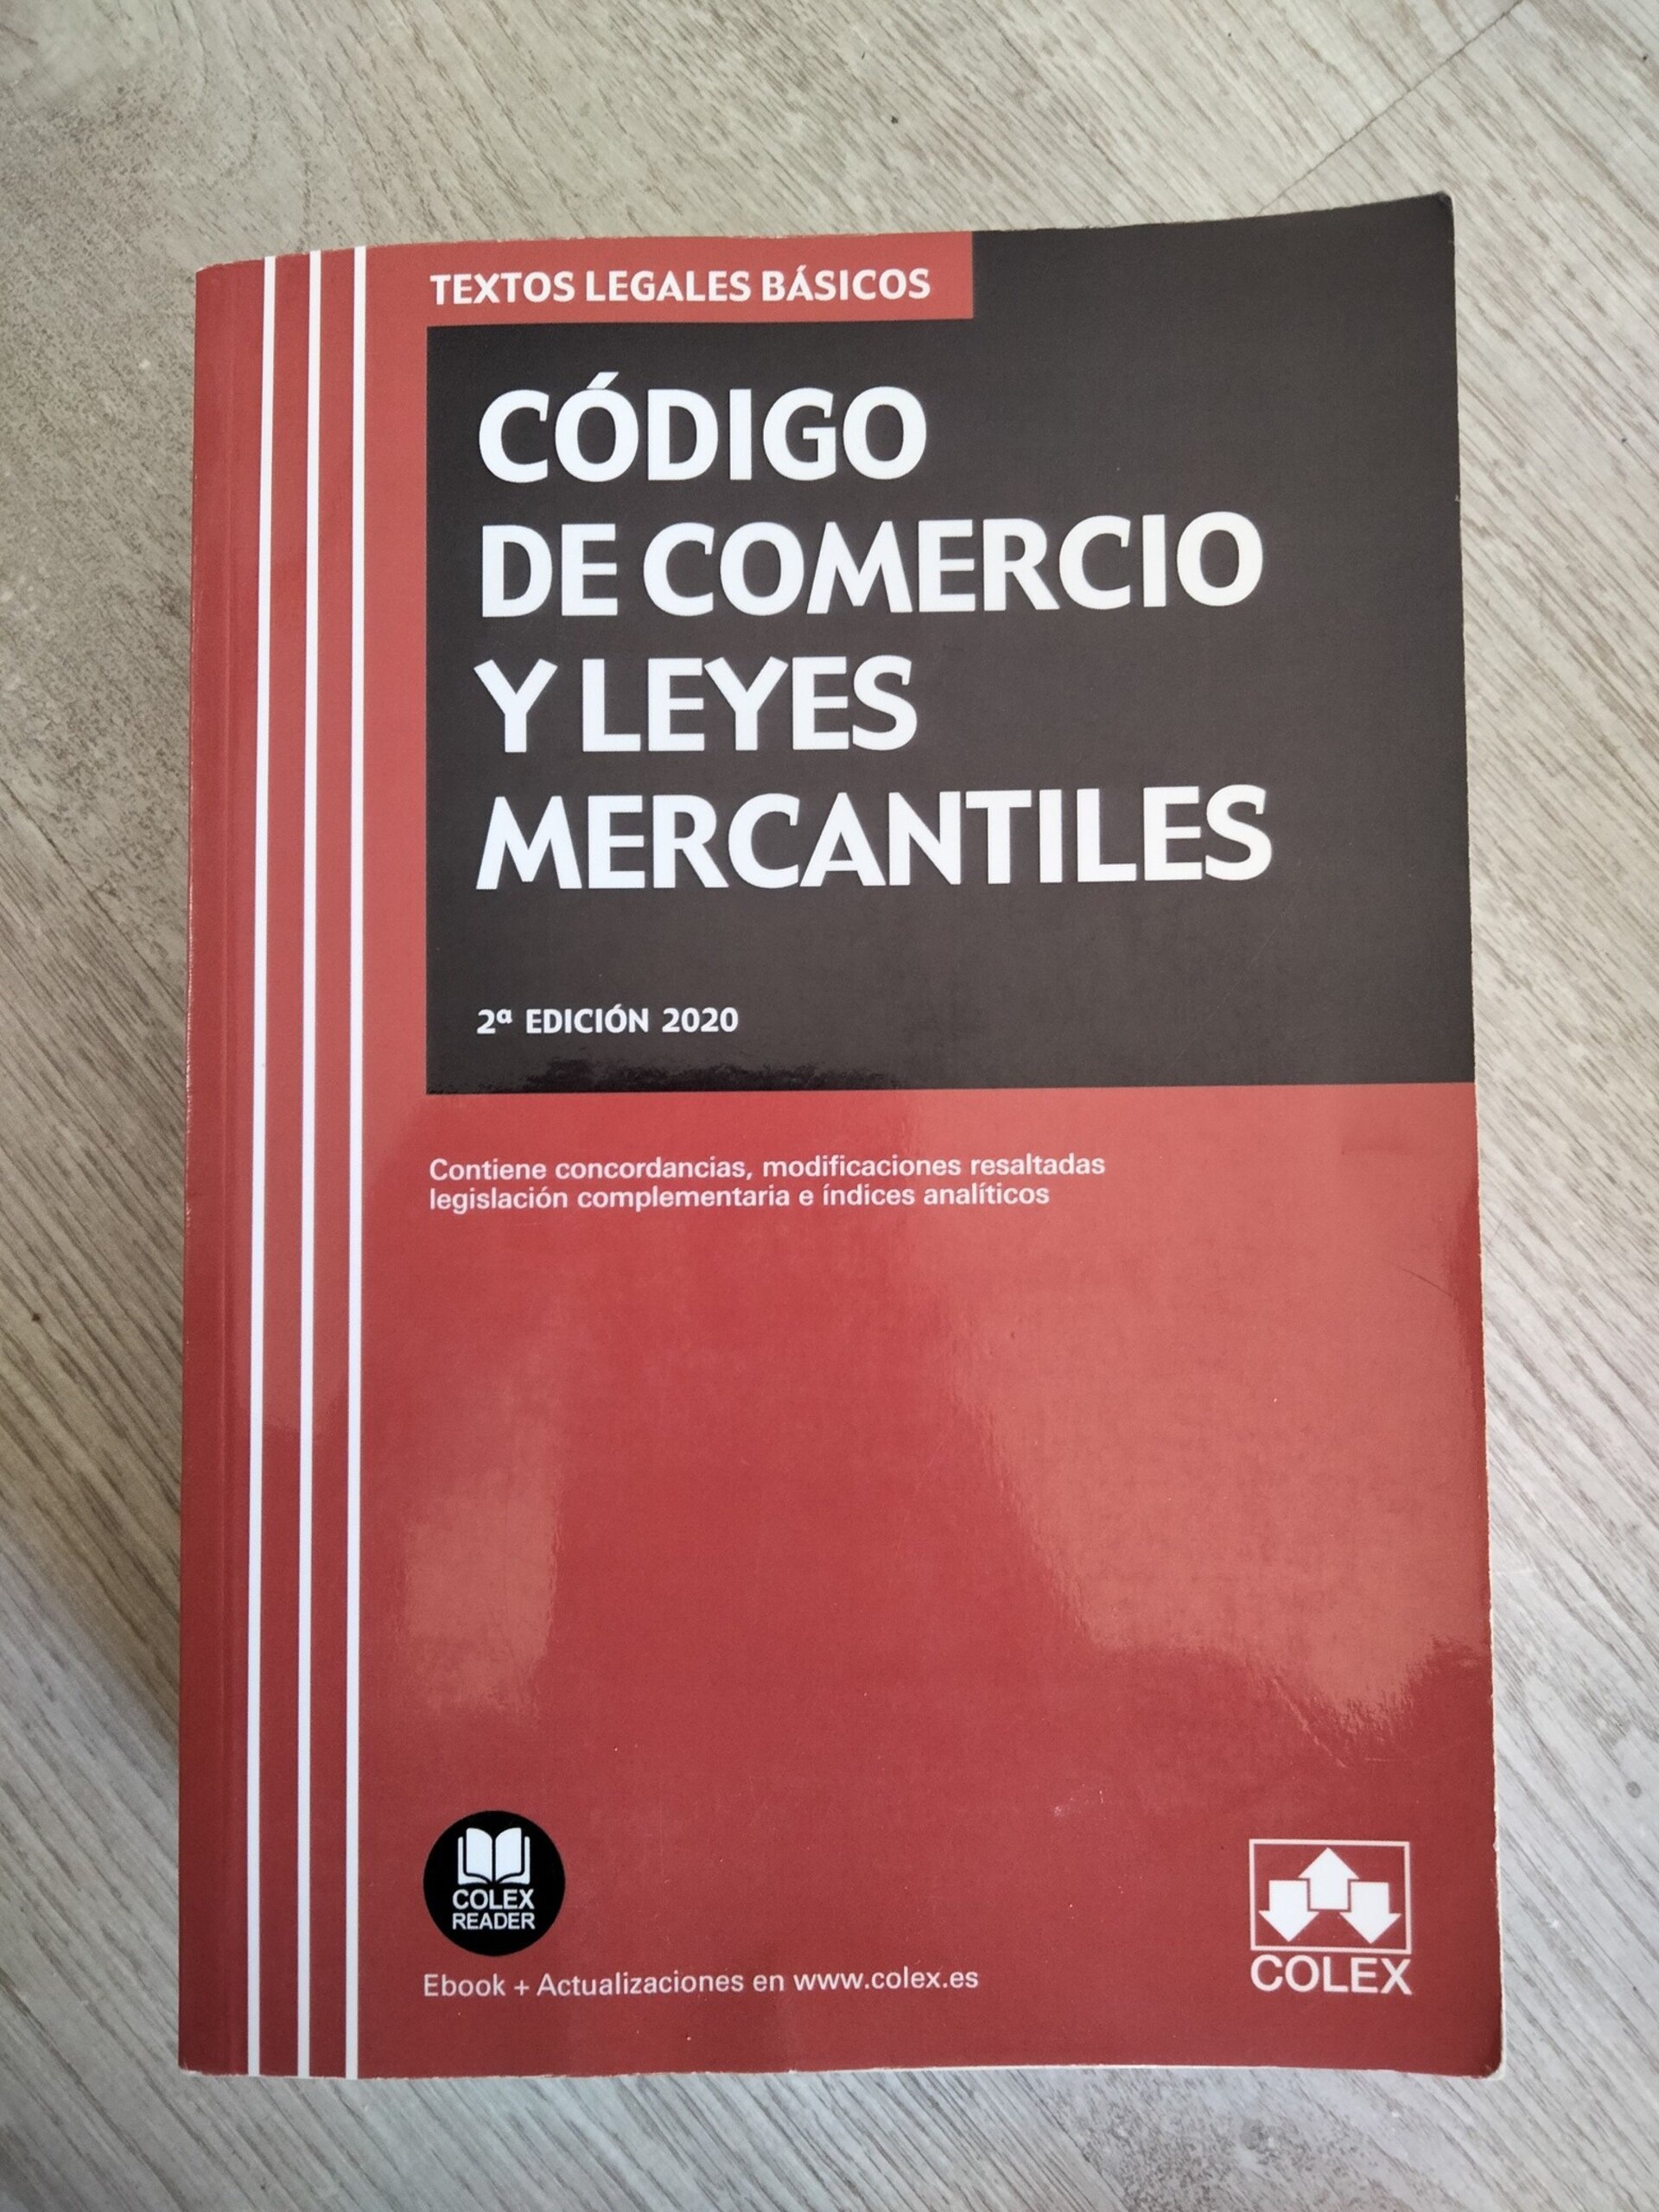 TEXTOS LEGALES BÁSICOS
CÓDIGO
DE COMERCIO
Y LEYES
MERCANTILES
2ª EDICIÓN 2020
Contiene concordancias, modificaciones resaltadas
legislación complementaria e índices analíticos
COLEX
READER
Ebook + Actualizaciones en www.colex.es
COLEX